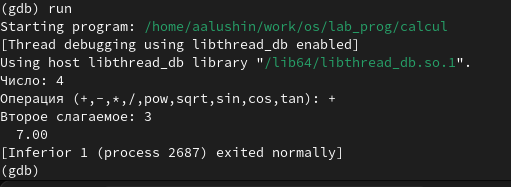 (gdb) run
Starting program: /home/aalushin/work/os/lab_prog/calcul
[Thread debugging using libthread_db enabled]
Using host libthread_db library "/lib64/libthread_db.so.1".
Число: 4
Операция (+,-,*,/,pow,sqrt,sin,cos,tan): +
Второе слагаемое: 3
  7.00
[Inferior 1 (process 2687) exited normally]
(gdb)